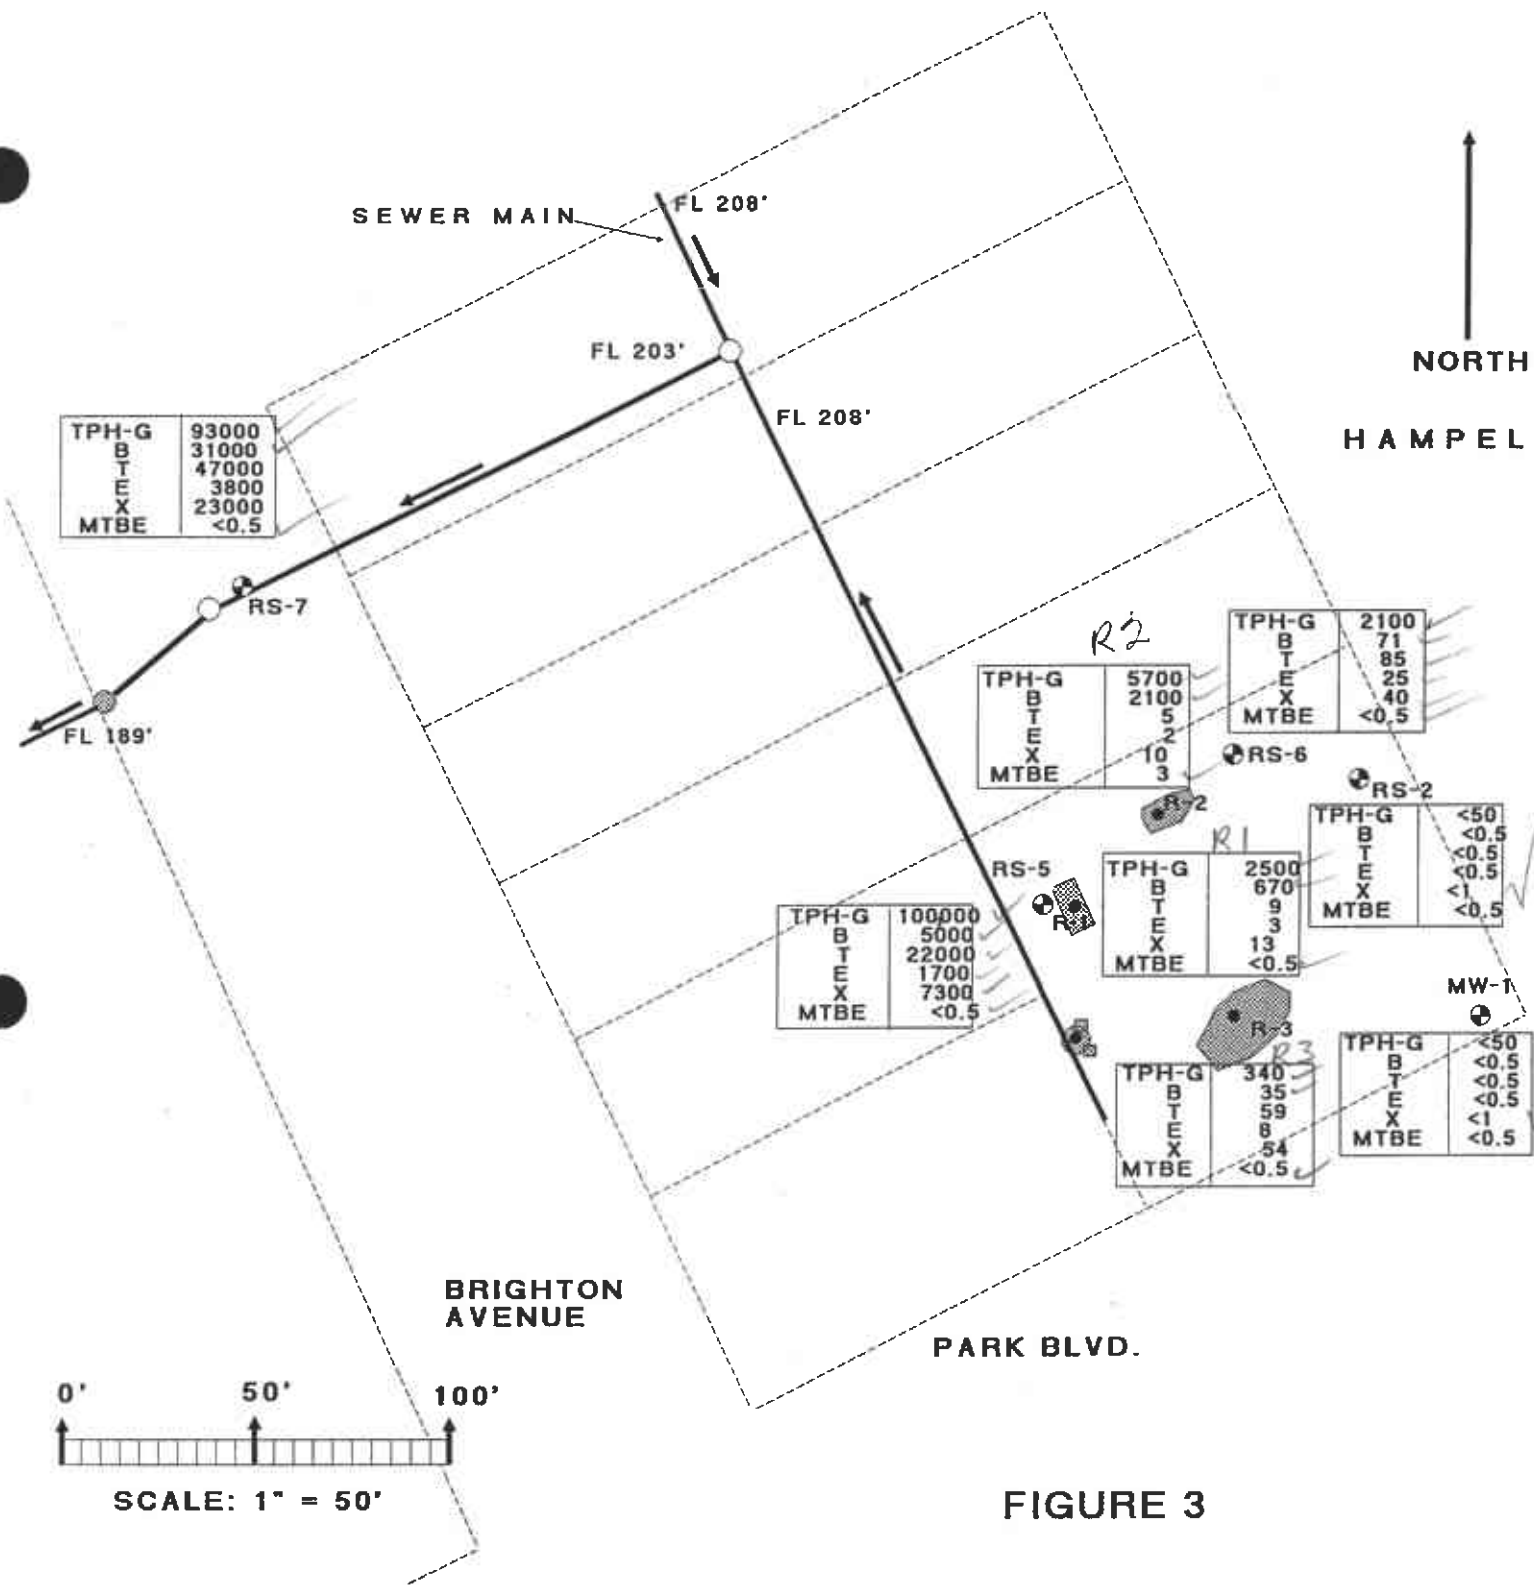 SEWER MAIN
FL 208'
FL 203'
FL 208'
NORTH
HAMPEL
TPH-G 93000
B 31000
T 47000
E 3800
X 23000
MTBE <0.5
RS-7
FL 189'
R2
TPH-G 5700
B 2100
T 5
E 2
X 10
MTBE 3
TPH-G 2100
B 71
T 85
E 25
X 40
MTBE <0.5
RS-6
RS-2
R-2
TPH-G <50
B <0.5
T <0.5
E <0.5
X <1
MTBE <0.5
R1
RS-5
R-1
TPH-G 2500
B 670
T 9
E 3
X 13
MTBE <0.5
TPH-G 100000
B 5000
T 22000
E 1700
X 7300
MTBE <0.5
MW-1
R-3
R3
TPH-G 340
B 35
T 59
E 8
X 54
MTBE <0.5
TPH-G <50
B <0.5
T <0.5
E <0.5
X <1
MTBE <0.5
BRIGHTON
AVENUE
PARK BLVD.
0' 50' 100'
SCALE: 1" = 50'
FIGURE 3